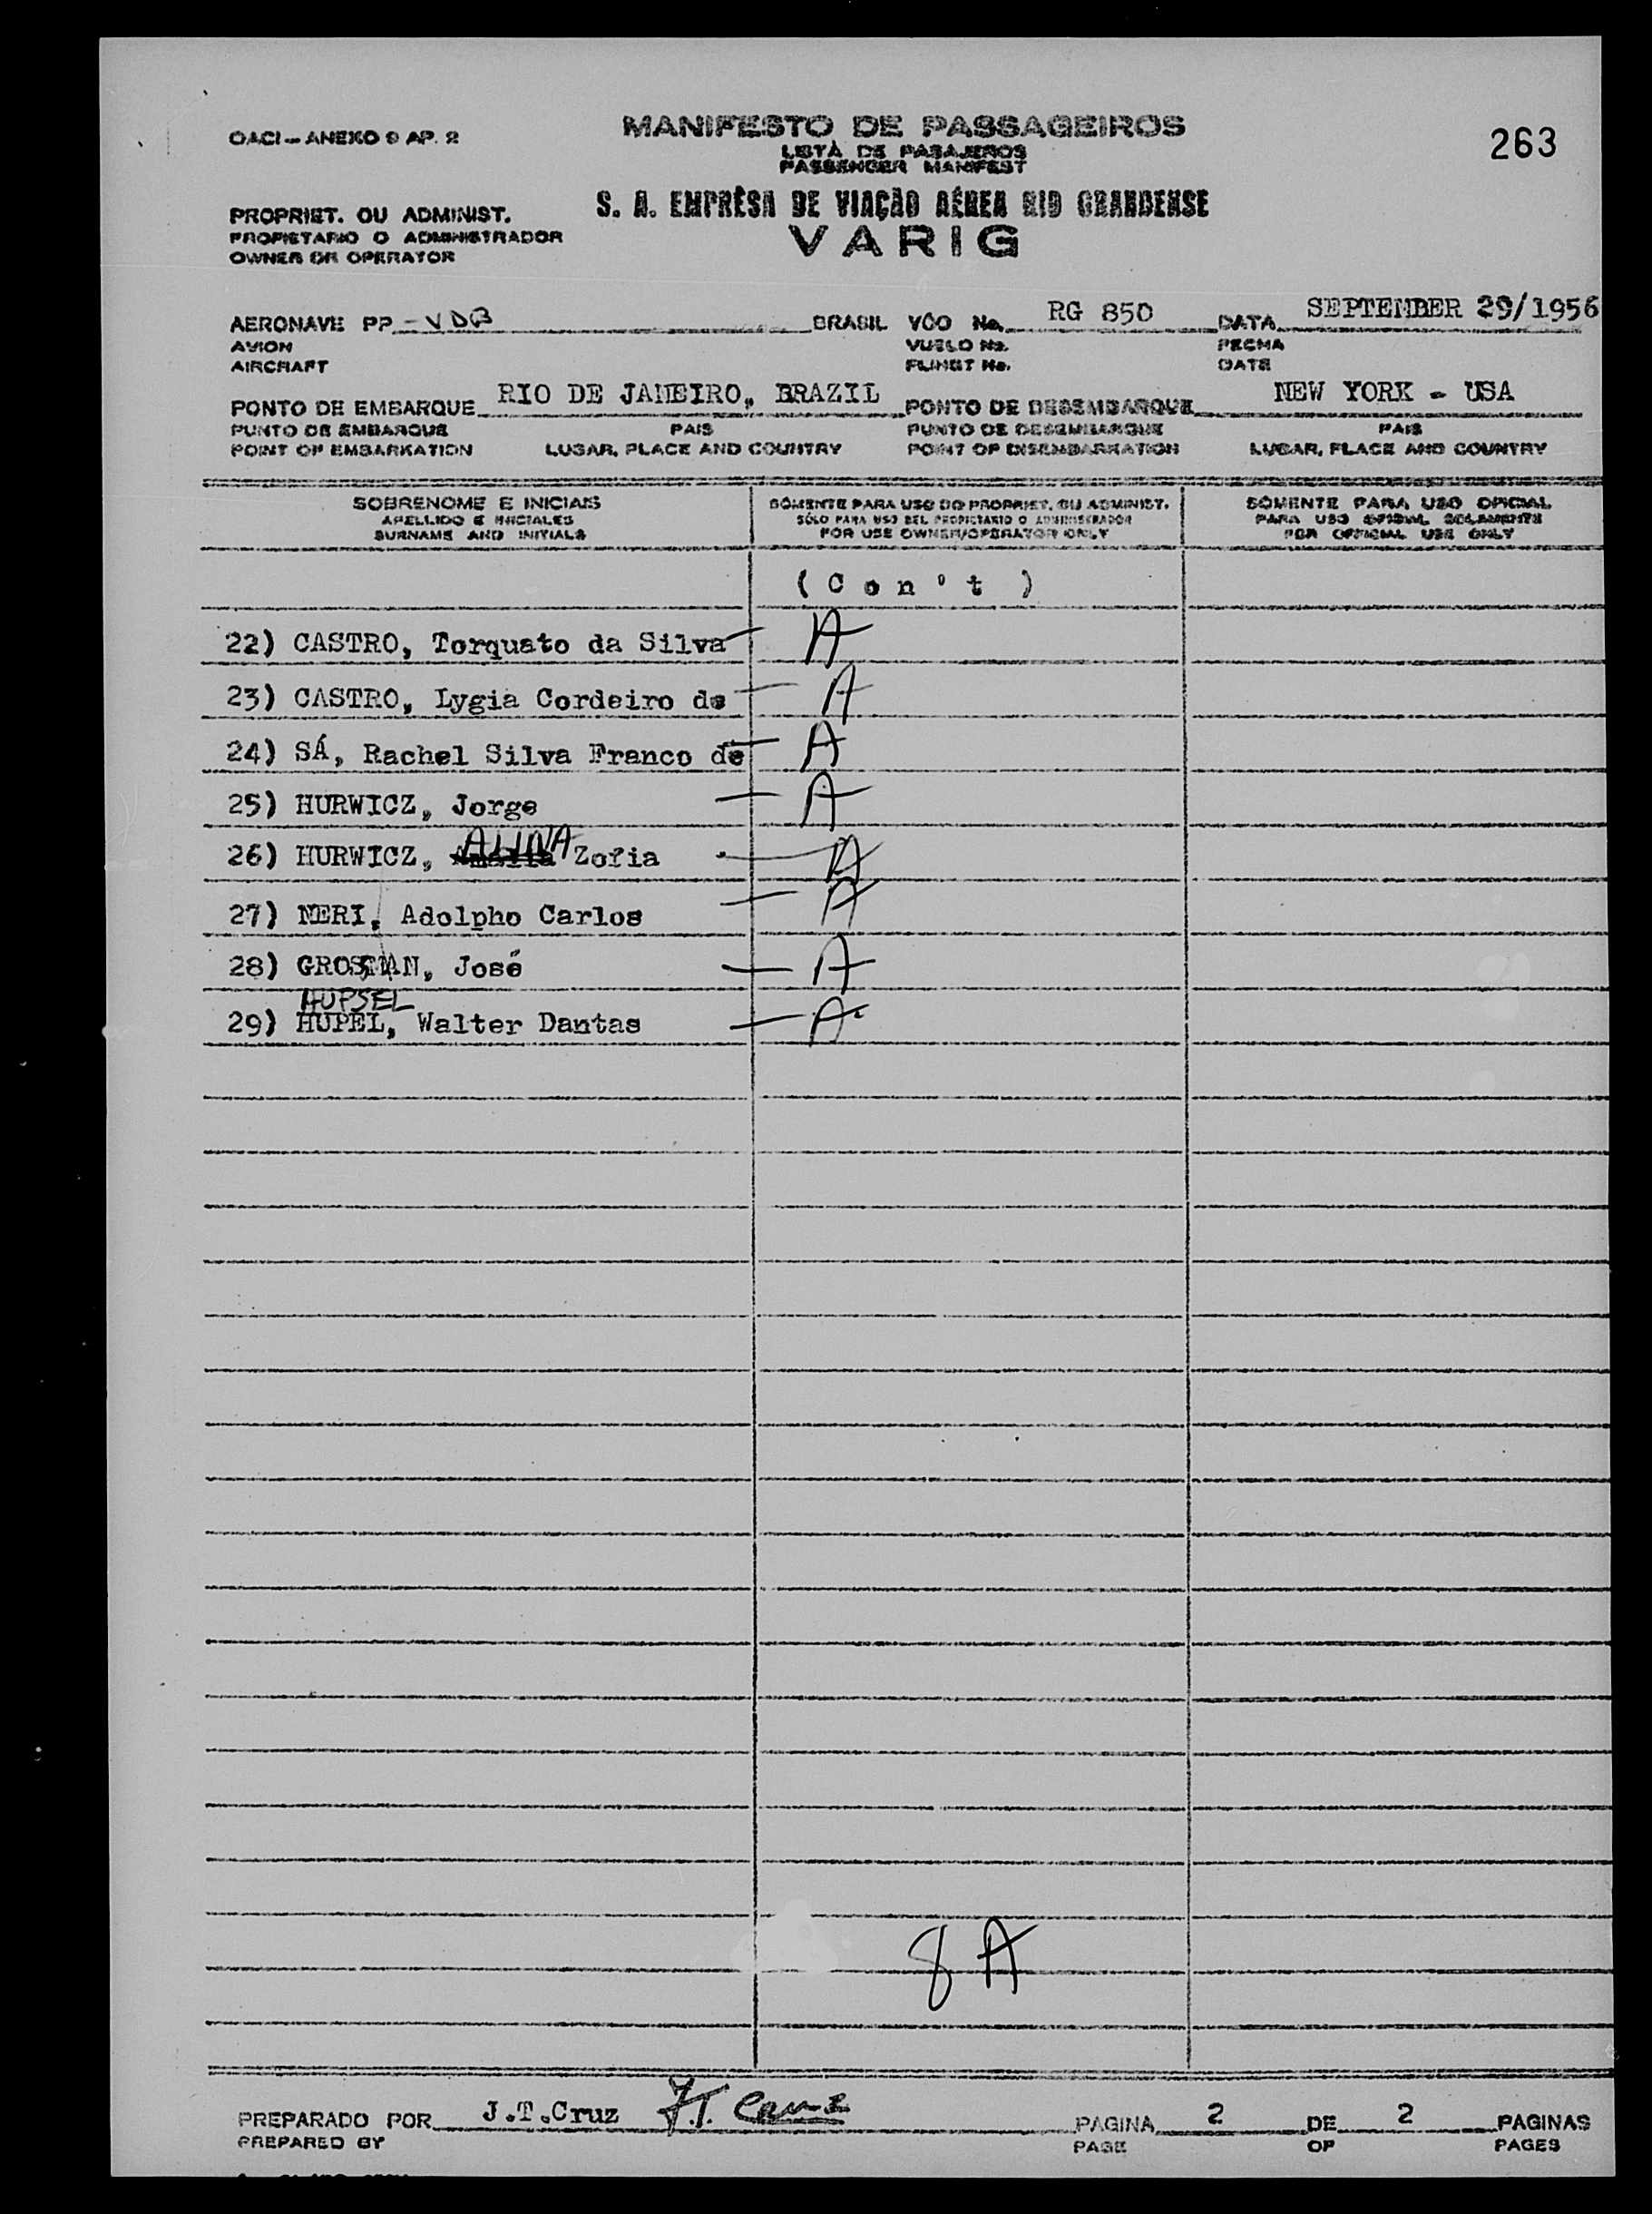 OACI - ANEXO 9 AP. 2
MANIFESTO DE PASSAGEIROS
LISTA DE PASAJEROS
PASSENGER MANIFEST
263
S. A. EMPRÊSA DE VIAÇÃO AÉREA RIO GRANDENSE
VARIG
PROPRIET. OU ADMINIST.
PROPIETARIO O ADMINISTRADOR
OWNER OR OPERATOR
AERONAVE PP - VDB BRASIL VÔO No. RG 850 DATA SEPTEMBER 29/1956
AVION VUELO No. FECHA
AIRCRAFT FLIHGT No. DATE
PONTO DE EMBARQUE RIO DE JANEIRO, BRAZIL PONTO DE DESEMBARQUE NEW YORK - USA
PUNTO DE EMBARQUE PAIS PUNTO DE DESEMBARQUE PAIS
POINT OF EMBARKATION LUGAR, PLACE AND COUNTRY POINT OF DISEMBARKATION LUGAR, PLACE AND COUNTRY
SOBRENOME E INICIAIS SÒMENTE PARA USO DO PROPRIET. OU ADMINIST. SÒMENTE PARA USO OFICIAL
APELLIDO E INICIALES SÓLO PARA USO DEL PROPIETARIO O ADMINISTRADOR PARA USO OFICIAL SOLAMENTE
SURNAME AND INITIALS FOR USE OWNER/OPERATOR ONLY FOR OFFICIAL USE ONLY
( C o n ' t )
22) CASTRO, Torquato da Silva — A
23) CASTRO, Lygia Cordeiro de — A
24) SÁ, Rachel Silva Franco de — A
25) HURWICZ, Jorge — A
26) HURWICZ, ALINA Zofia — A
27) NERI, Adolpho Carlos — A
28) GROSMAN, José — A
HUPSEL
29) HUPEL, Walter Dantas — A
8 A
PREPARADO POR J.T.Cruz J.T. Cruz PAGINA 2 DE 2 PAGINAS
PREPARED BY PAGE OF PAGES